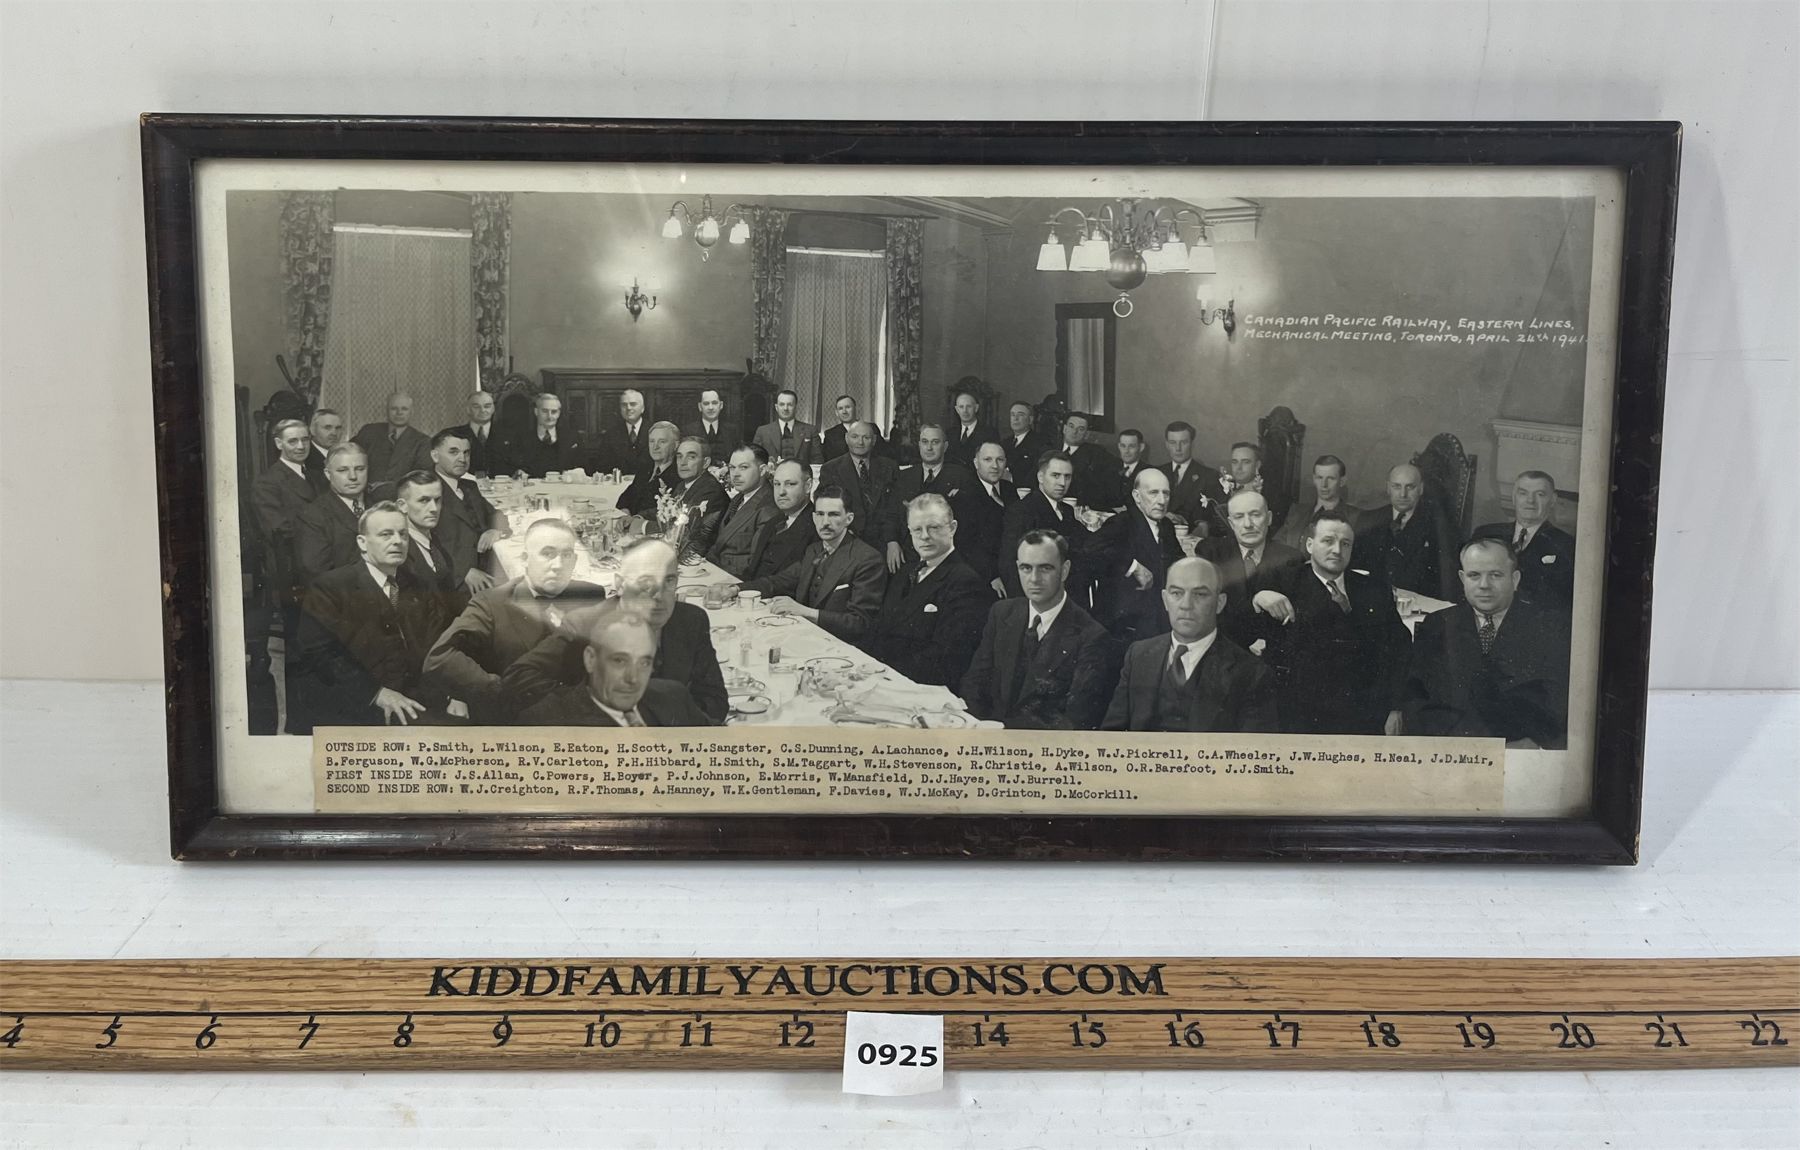 CANADIAN PACIFIC RAILWAY, EASTERN LINES,
MECHANICAL MEETING, TORONTO, APRIL 24th 1941.
OUTSIDE ROW: P.Smith, L.Wilson, E.Eaton, H.Scott, W.J.Sangster, C.S.Dunning, A.Lachance, J.H.Wilson, H.Dyke, W.J.Pickrell, C.A.Wheeler, J.W.Hughes, H.Neal, J.D.Muir,
B.Ferguson, W.G.McPherson, R.V.Carleton, F.H.Hibbard, H.Smith, S.M.Taggart, W.H.Stevenson, R.Christie, A.Wilson, O.R.Barefoot, J.J.Smith.
FIRST INSIDE ROW: J.S.Allan, C.Powers, H.Boyer, P.J.Johnson, E.Morris, W.Mansfield, D.J.Hayes, W.J.Burrell.
SECOND INSIDE ROW: W.J.Creighton, R.F.Thomas, A.Hanney, W.K.Gentleman, F.Davies, W.J.McKay, D.Grinton, D.McCorkill.
KIDDFAMILYAUCTIONS.COM
4 5 6 7 8 9 10 11 12 14 15 16 17 18 19 20 21 22
0925